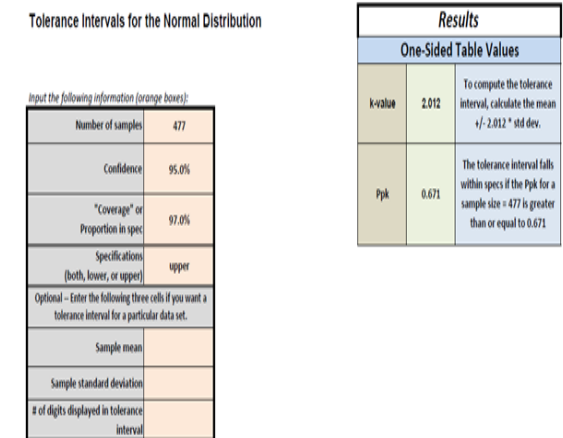 Tolerance Intervals for the Normal Distribution
Input the following information (orange boxes):
Number of samples 477
Confidence 95.0%
"Coverage" or
Proportion in spec 97.0%
Specifications
(both, lower, or upper) upper
Optional – Enter the following three cells if you want a
tolerance interval for a particular data set.
Sample mean
Sample standard deviation
# of digits displayed in tolerance
interval
Results
One-Sided Table Values
k-value 2.012
To compute the tolerance
interval, calculate the mean
+/- 2.012 * std dev.
Ppk 0.671
The tolerance interval falls
within specs if the Ppk for a
sample size = 477 is greater
than or equal to 0.671